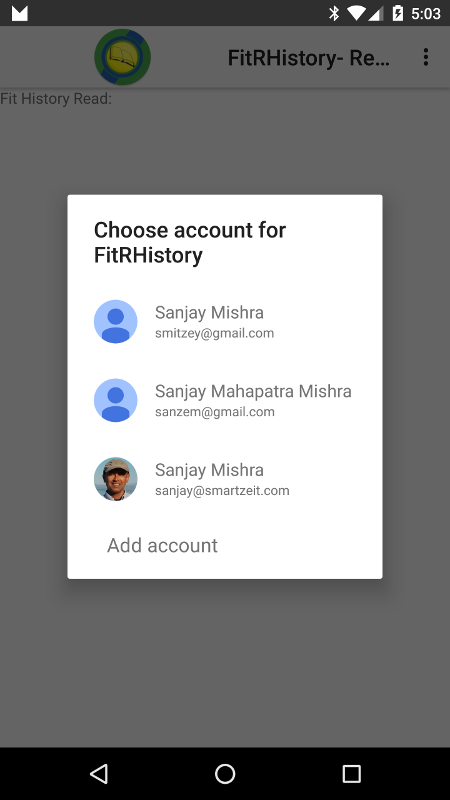 5:03
FitRHistory- Re...
Fit History Read:
Choose account for
FitRHistory
Sanjay Mishra
smitzey@gmail.com
Sanjay Mahapatra Mishra
sanzem@gmail.com
Sanjay Mishra
sanjay@smartzeit.com
Add account